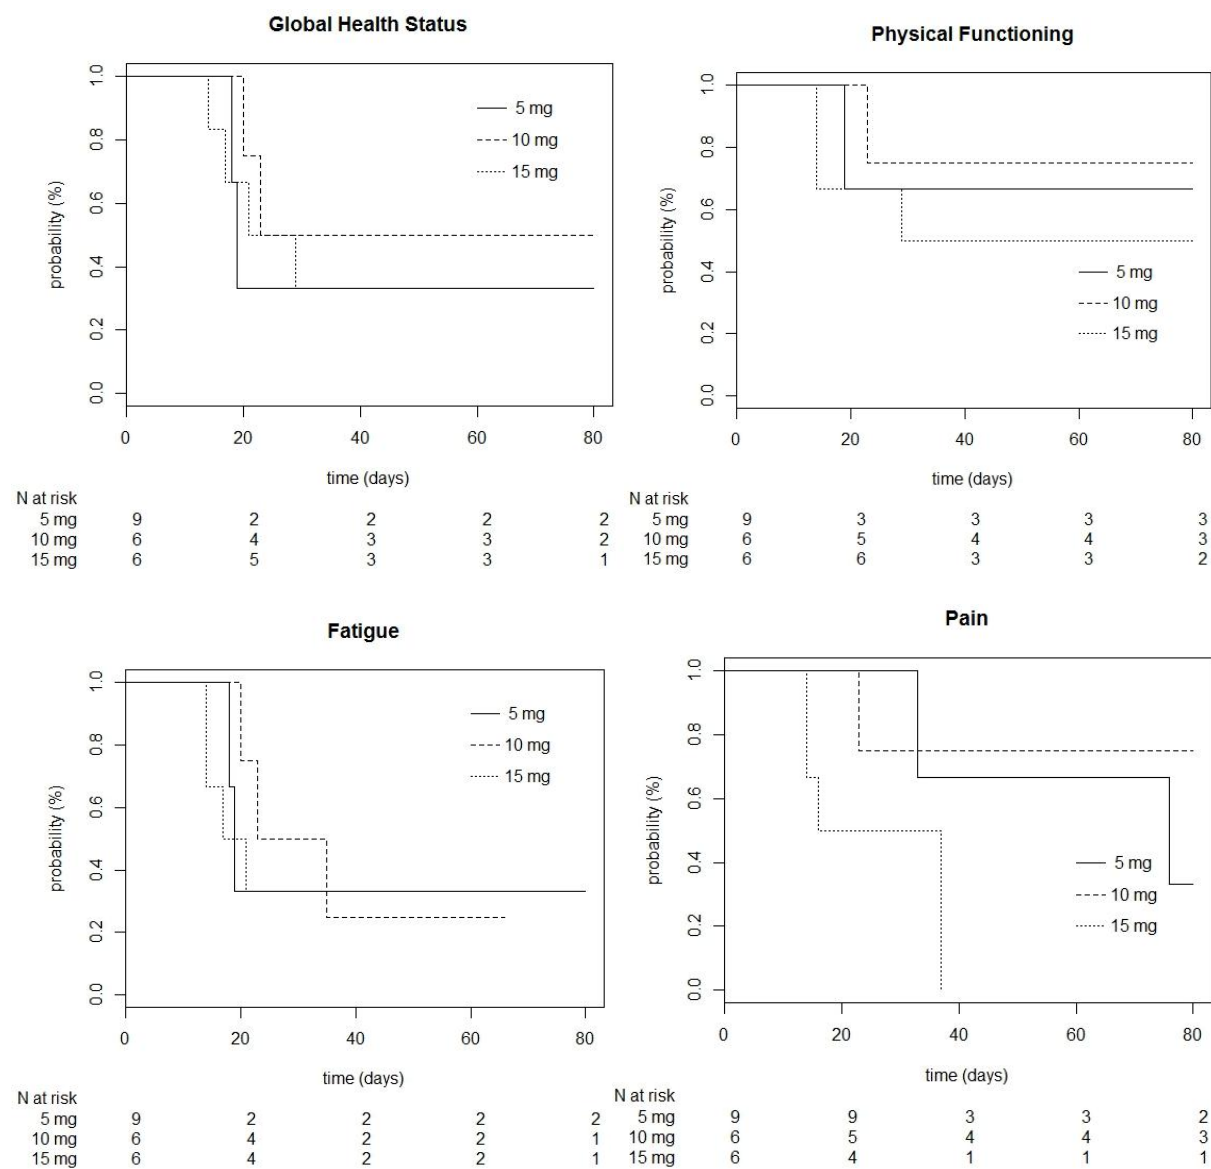 Global Health Status
1.0
0.8
0.6
0.4
0.2
0.0
probability (%)
5 mg
10 mg
15 mg
0 20 40 60 80
time (days)
N at risk
5 mg 9 2 2 2 2
10 mg 6 4 3 3 2
15 mg 6 5 3 3 1
Physical Functioning
1.0
0.8
0.6
0.4
0.2
0.0
probability (%)
5 mg
10 mg
15 mg
0 20 40 60 80
time (days)
N at risk
5 mg 9 3 3 3 3
10 mg 6 5 4 4 3
15 mg 6 6 3 3 2
Fatigue
1.0
0.8
0.6
0.4
0.2
0.0
probability (%)
5 mg
10 mg
15 mg
0 20 40 60 80
time (days)
N at risk
5 mg 9 2 2 2 2
10 mg 6 4 2 2 1
15 mg 6 4 2 2 1
Pain
1.0
0.8
0.6
0.4
0.2
0.0
probability (%)
5 mg
10 mg
15 mg
0 20 40 60 80
time (days)
N at risk
5 mg 9 9 3 3 2
10 mg 6 5 4 4 3
15 mg 6 4 1 1 1